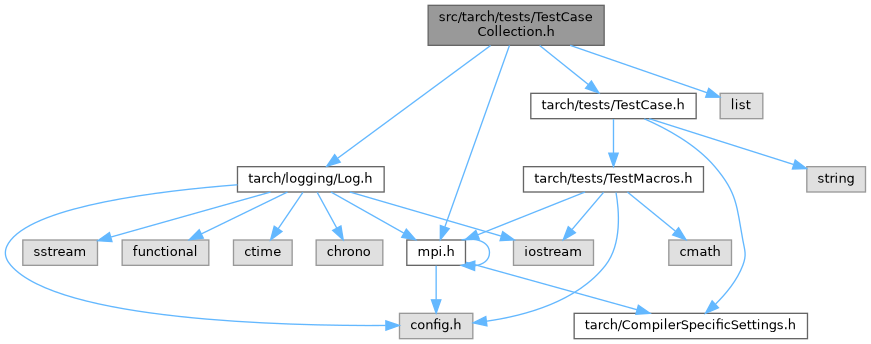 src/tarch/tests/TestCase
Collection.h
tarch/tests/TestCase.h
list
tarch/logging/Log.h
tarch/tests/TestMacros.h
string
sstream
functional
ctime
chrono
mpi.h
iostream
cmath
config.h
tarch/CompilerSpecificSettings.h